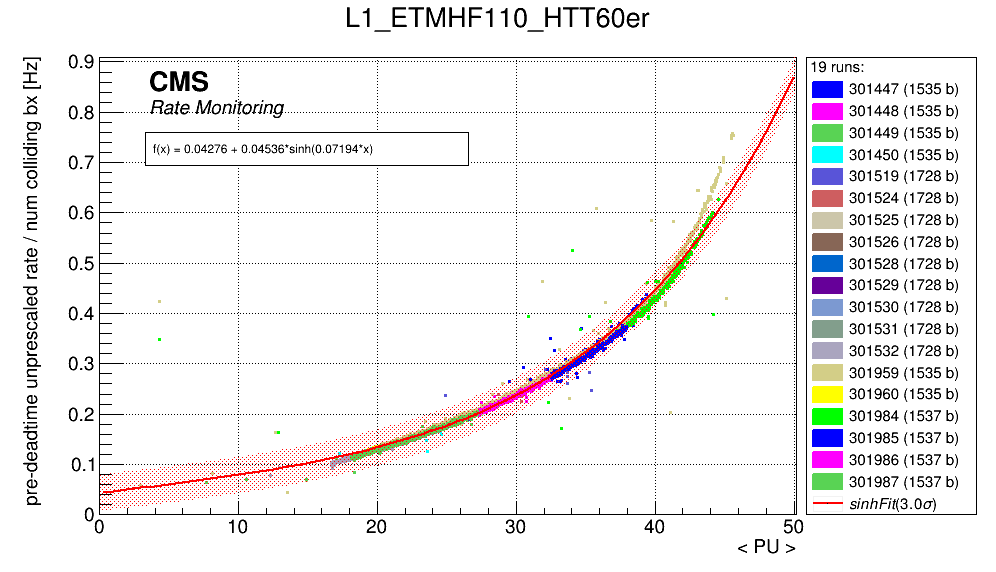 L1_ETMHF110_HTT60er
pre-deadtime unprescaled rate / num colliding bx [Hz]
0.9
0.8
0.7
0.6
0.5
0.4
0.3
0.2
0.1
0
CMS
Rate Monitoring
f(x) = 0.04276 + 0.04536*sinh(0.07194*x)
0 10 20 30 40 50
< PU >
19 runs:
301447 (1535 b)
301448 (1535 b)
301449 (1535 b)
301450 (1535 b)
301519 (1728 b)
301524 (1728 b)
301525 (1728 b)
301526 (1728 b)
301528 (1728 b)
301529 (1728 b)
301530 (1728 b)
301531 (1728 b)
301532 (1728 b)
301959 (1535 b)
301960 (1535 b)
301984 (1537 b)
301985 (1537 b)
301986 (1537 b)
301987 (1537 b)
sinhFit(3.0σ)